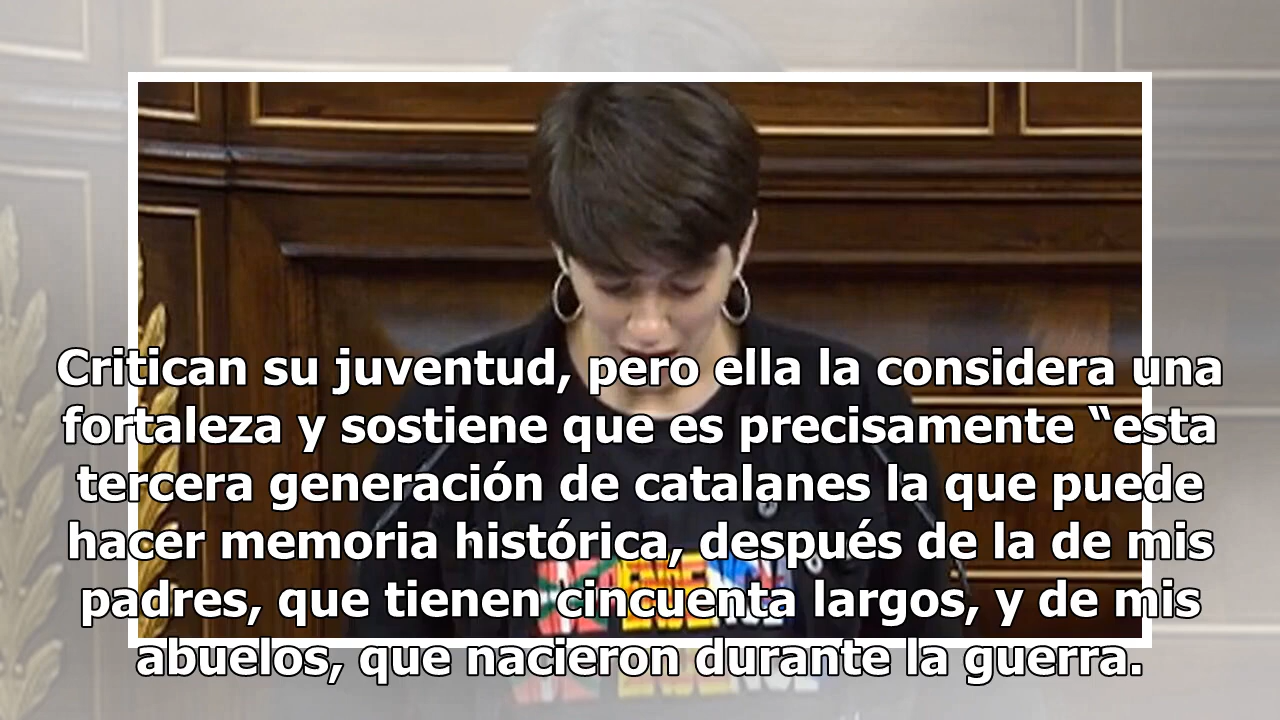 Critican su juventud, pero ella la considera una
fortaleza y sostiene que es precisamente “esta
tercera generación de catalanes la que puede
hacer memoria histórica, después de la de mis
padres, que tienen cincuenta largos, y de mis
abuelos, que nacieron durante la guerra.